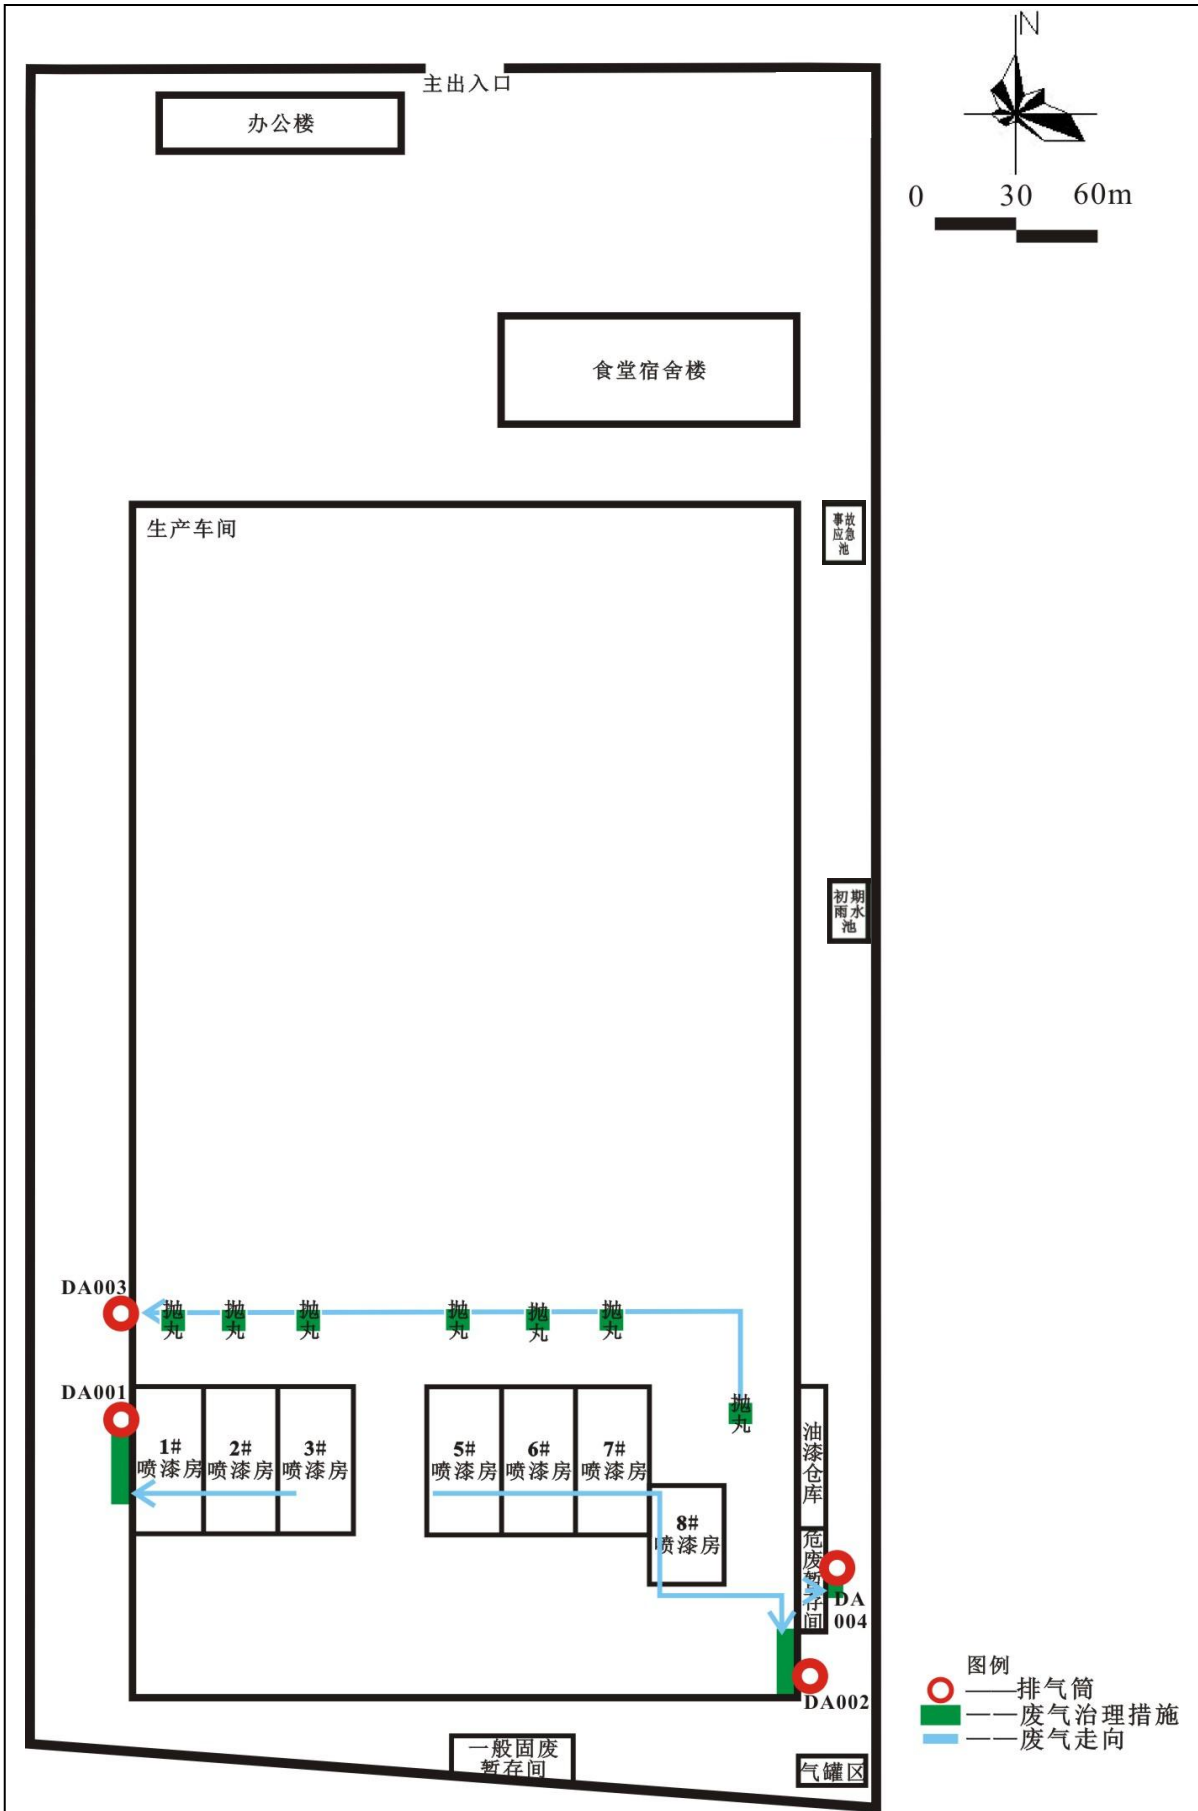 N
主出入口
办公楼
0 30 60m
食堂宿舍楼
生产车间
事故
应急
池
初期
雨水
池
DA003
抛丸
抛丸
抛丸
抛丸
抛丸
抛丸
抛丸
DA001
1#
喷漆房
2#
喷漆房
3#
喷漆房
5#
喷漆房
6#
喷漆房
7#
喷漆房
8#
喷漆房
油漆仓库
危废暂存间
DA
004
DA002
一般固废
暂存间
气罐区
图例
——排气筒
——废气治理措施
——废气走向